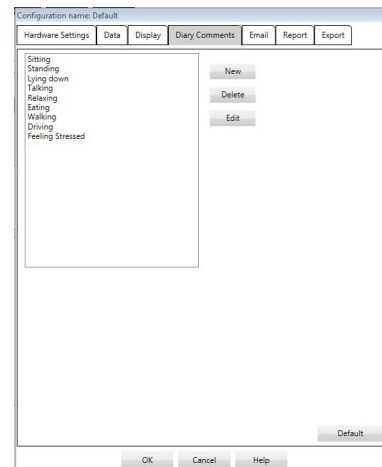 Configuration name: Default
Hardware Settings Data Display Diary Comments Email Report Export
Sitting
Standing
Lying down
Talking
Relaxing
Eating
Walking
Driving
Feeling Stressed
New
Delete
Edit
Default
OK Cancel Help